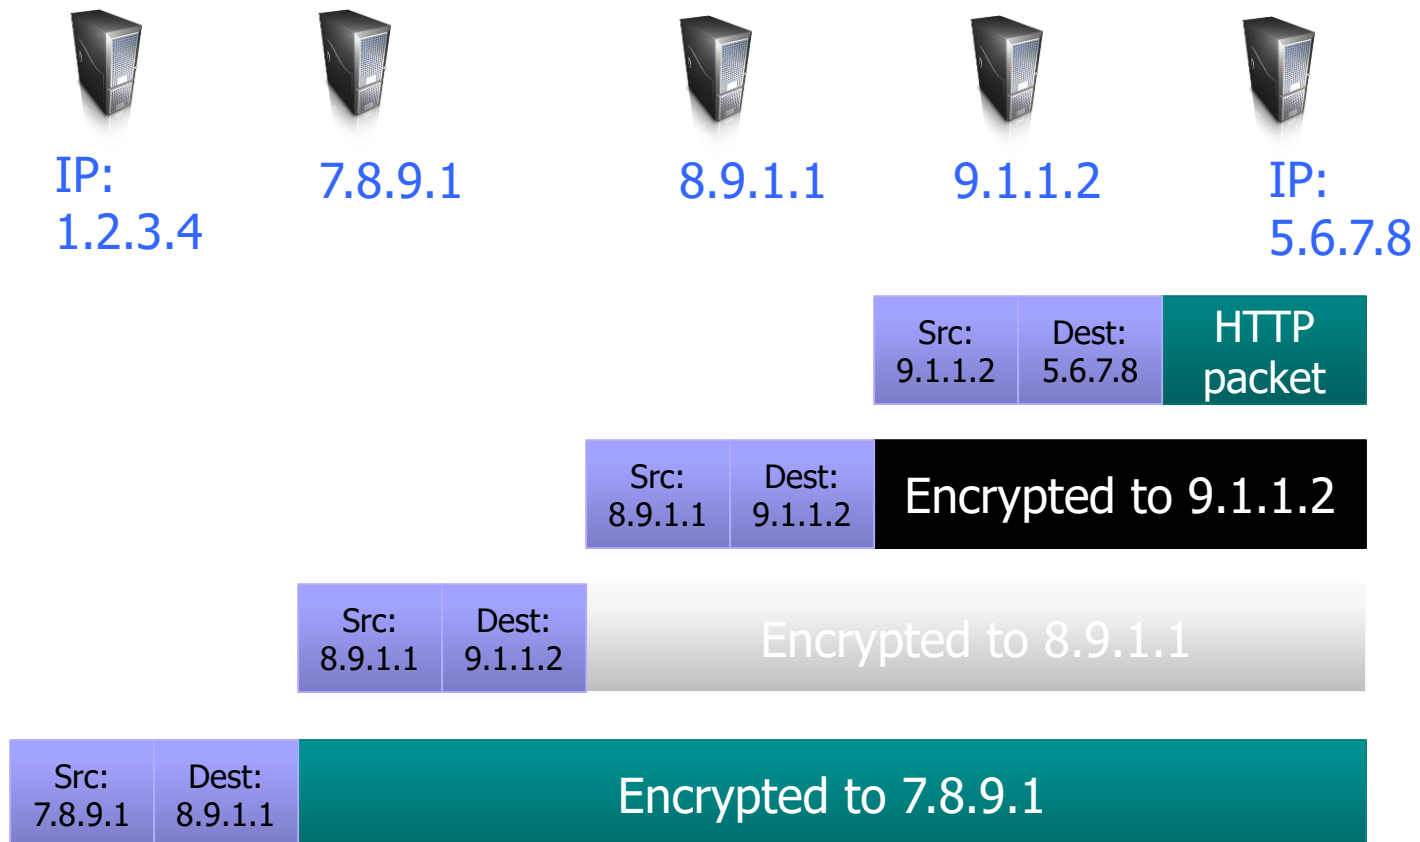 IP:
1.2.3.4
7.8.9.1
8.9.1.1
9.1.1.2
IP:
5.6.7.8
Src:
9.1.1.2
Dest:
5.6.7.8
HTTP
packet
Src:
8.9.1.1
Dest:
9.1.1.2
Encrypted to 9.1.1.2
Src:
8.9.1.1
Dest:
9.1.1.2
Encrypted to 8.9.1.1
Src:
7.8.9.1
Dest:
8.9.1.1
Encrypted to 7.8.9.1